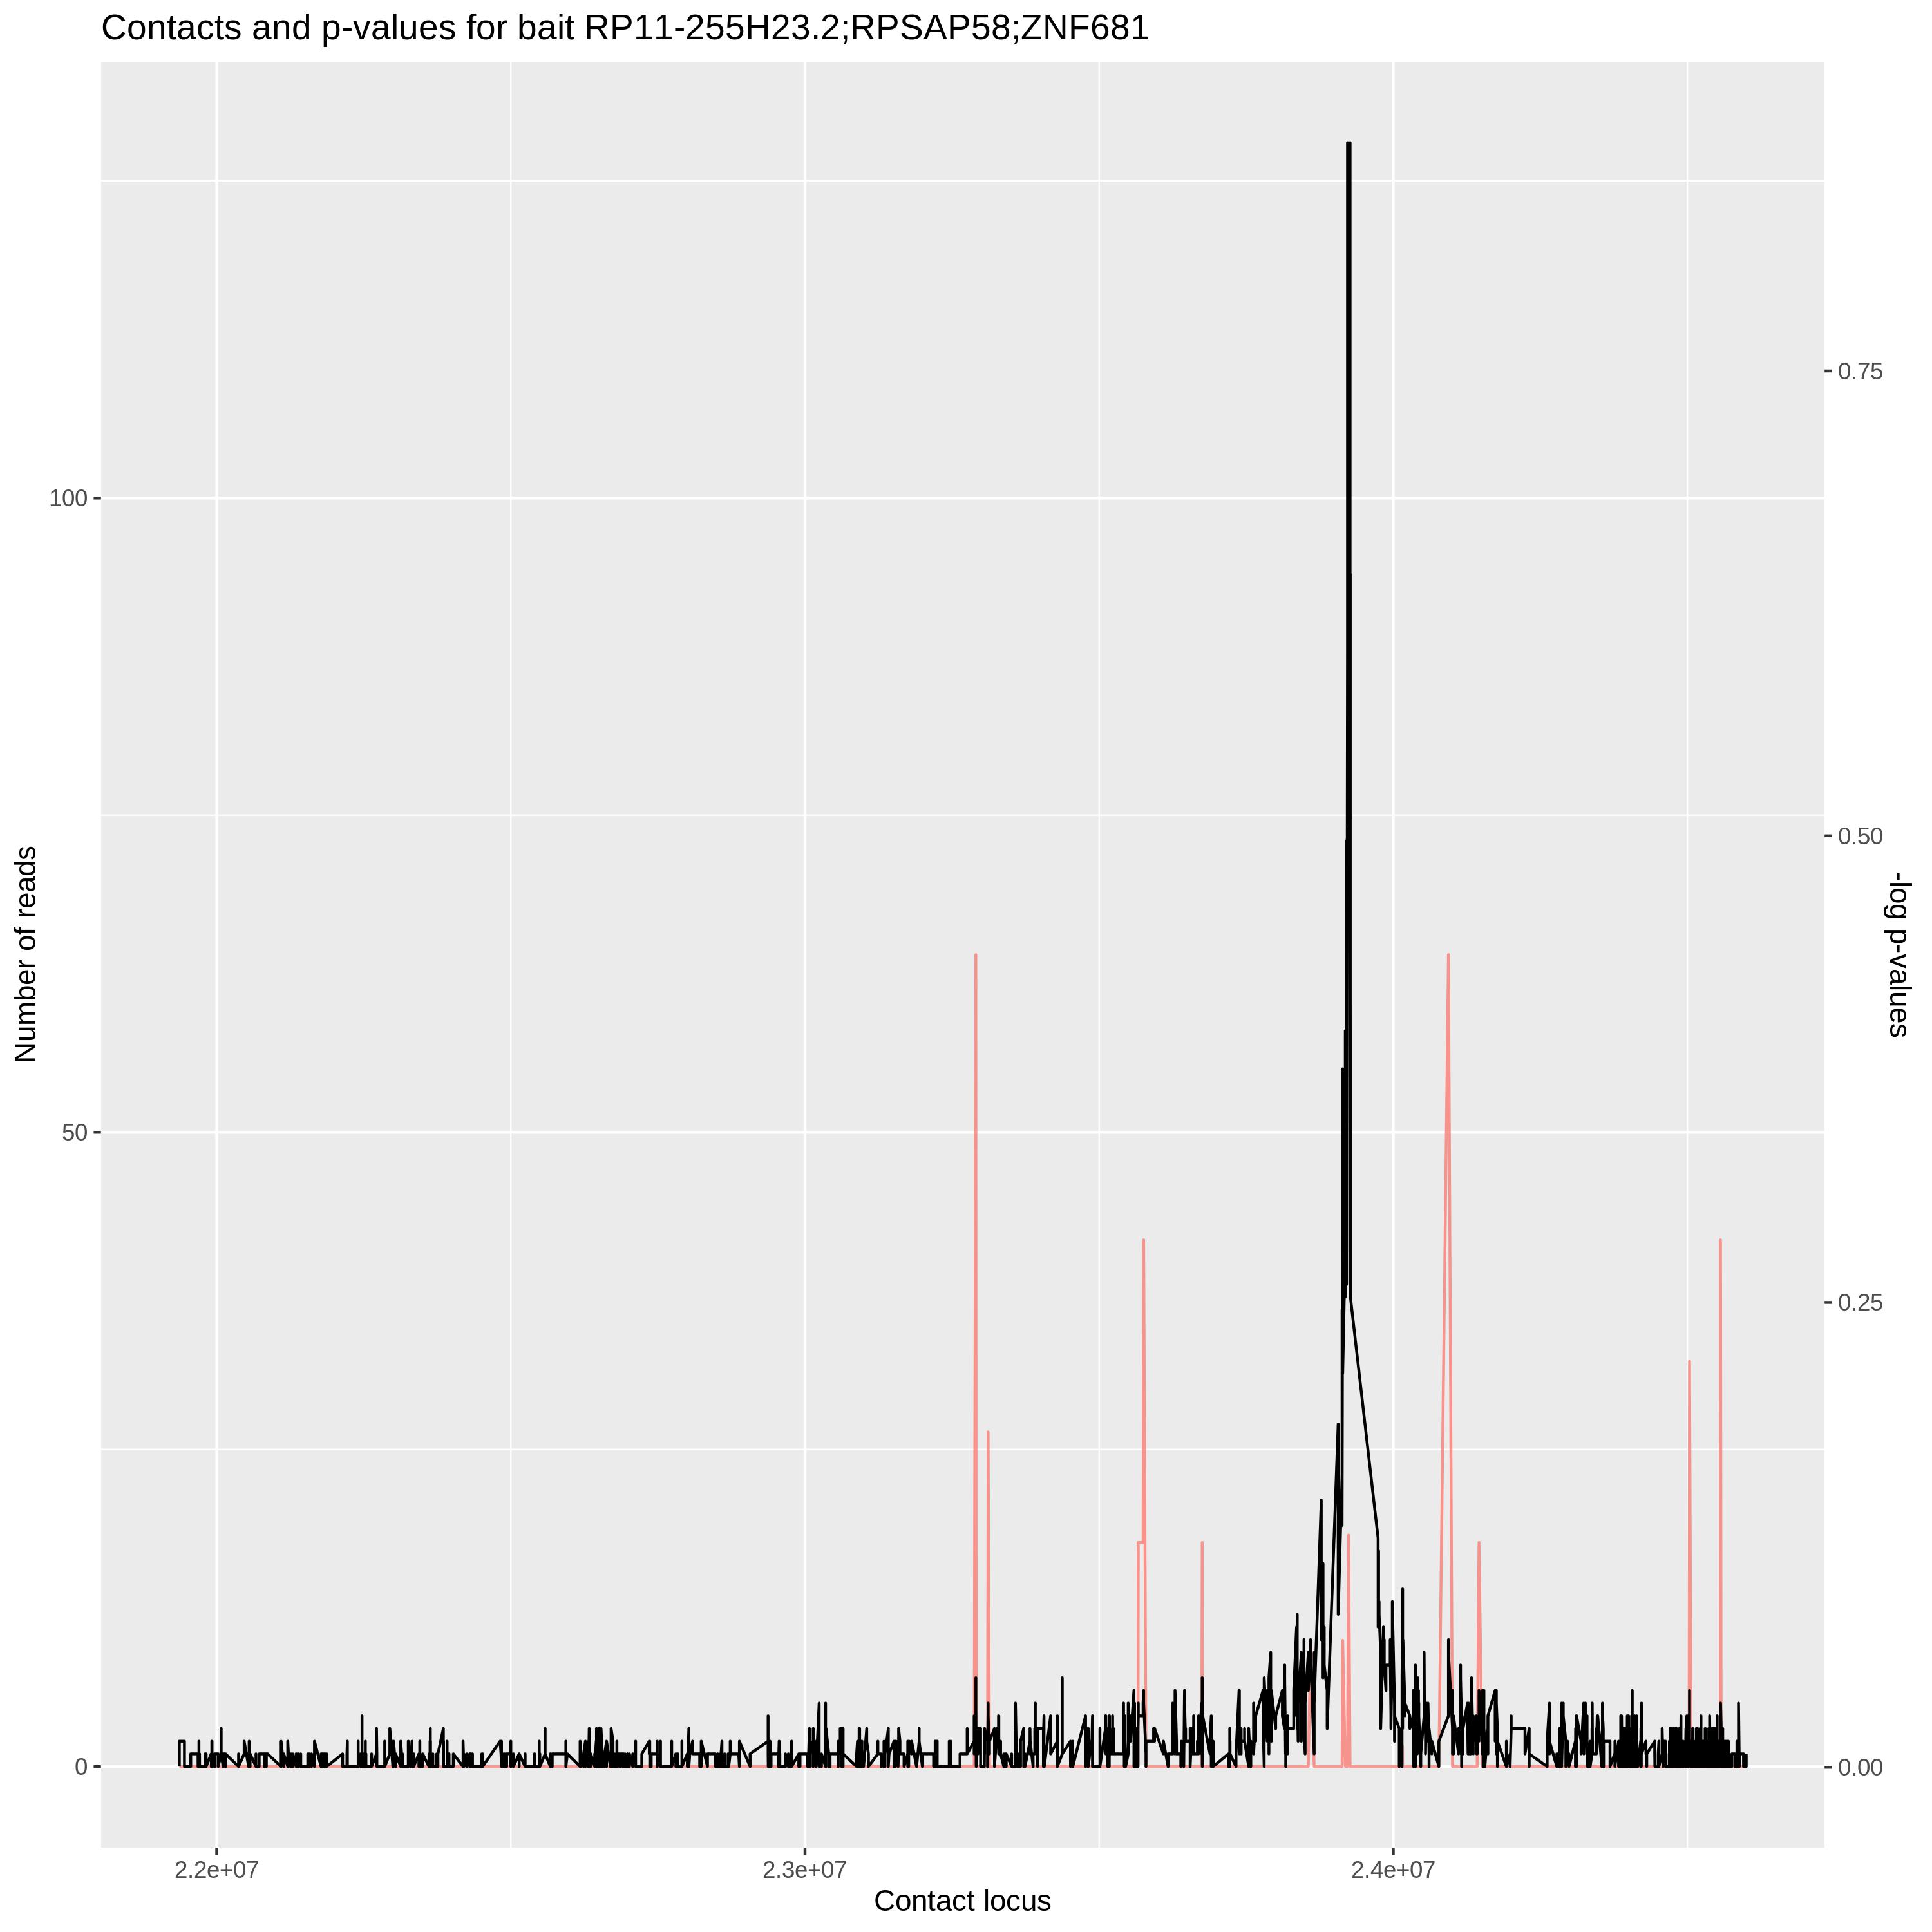 Contacts and p-values for bait RP11-255H23.2;RPSAP58;ZNF681
Number of reads
100
50
0
0.75
0.50
0.25
0.00
-log p-values
2.2e+07
2.3e+07
2.4e+07
Contact locus